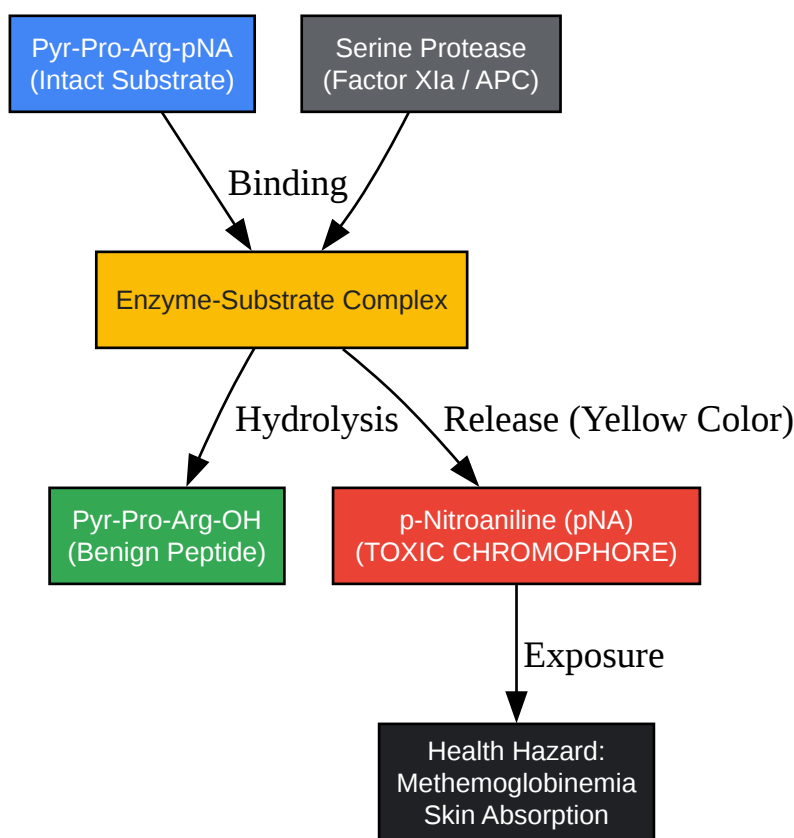 Pyr-Pro-Arg-pNA
(Intact Substrate)
Serine Protease
(Factor XIa / APC)
Binding
Enzyme-Substrate Complex
Hydrolysis
Release (Yellow Color)
Pyr-Pro-Arg-OH
(Benign Peptide)
p-Nitroaniline (pNA)
(TOXIC CHROMOPHORE)
Exposure
Health Hazard:
Methemoglobinemia
Skin Absorption